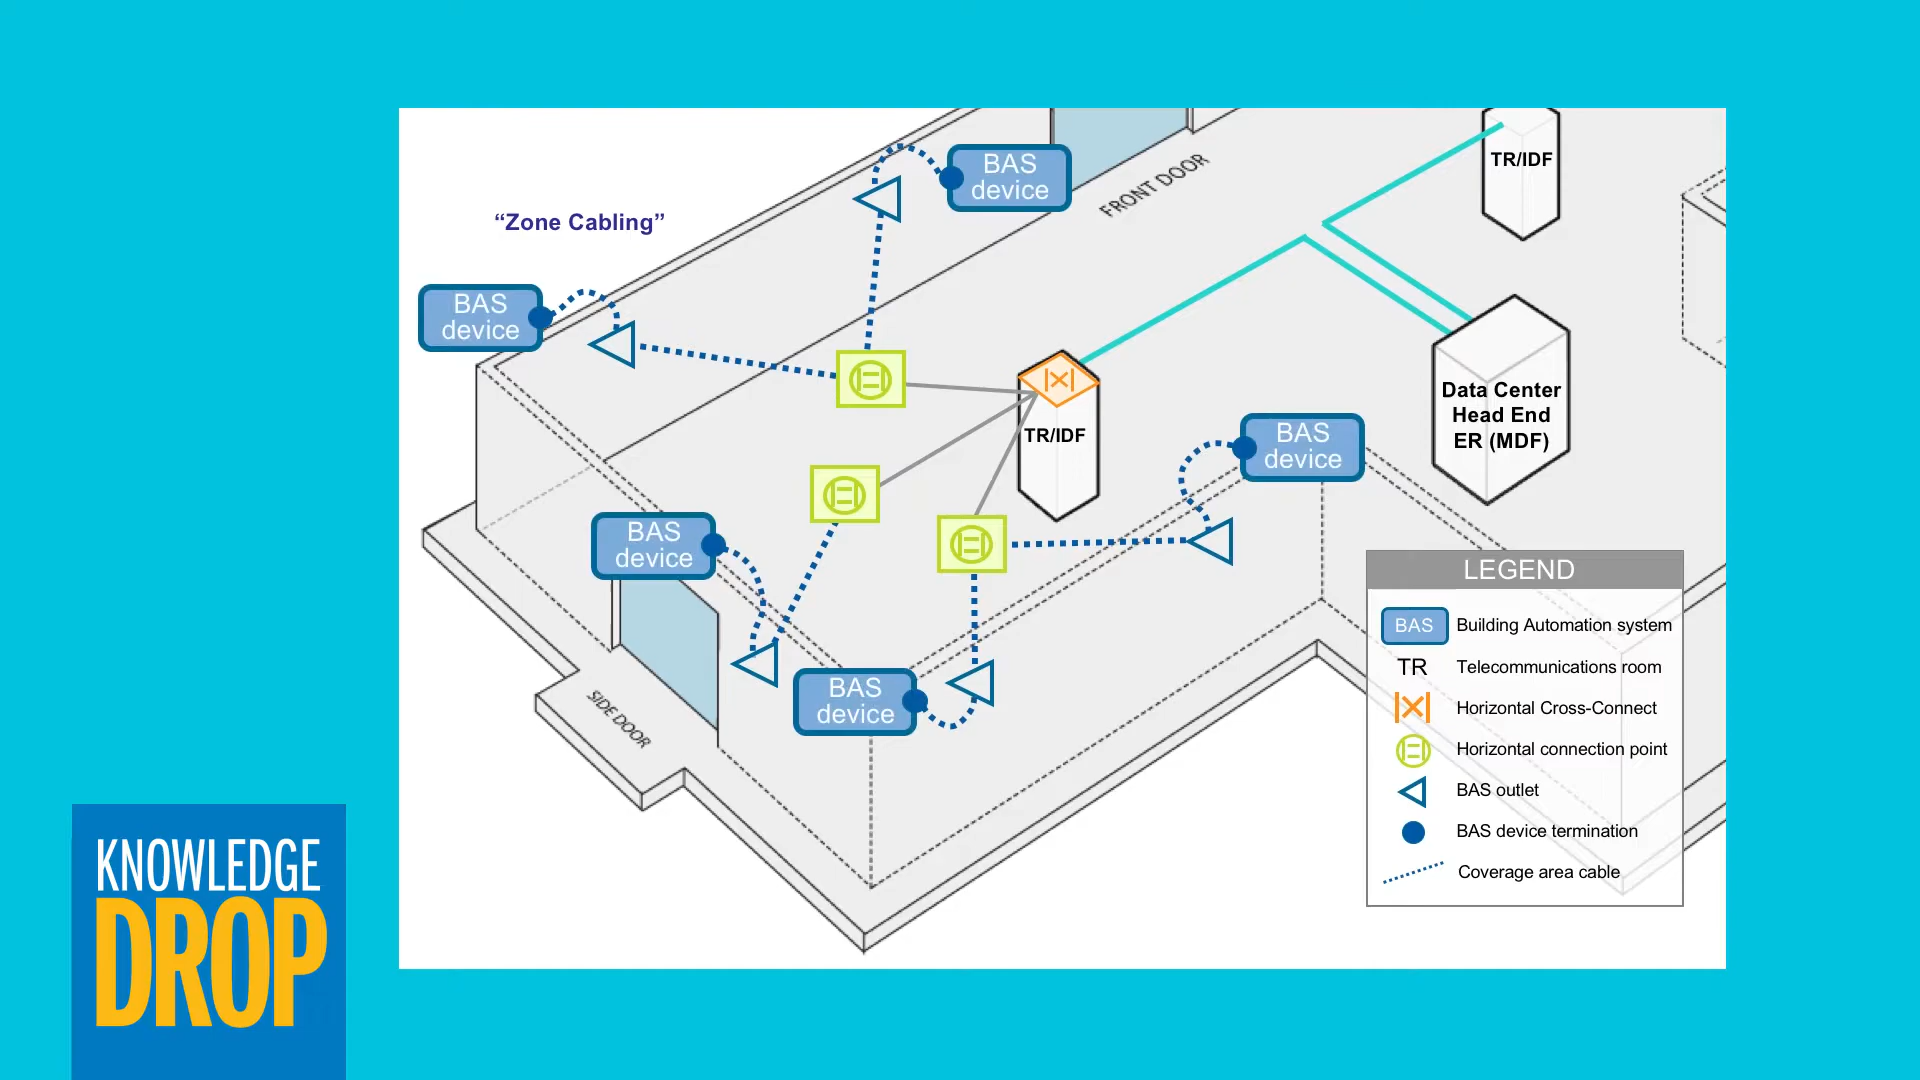 BAS
device
TR/IDF
FRONT DOOR
“Zone Cabling”
BAS
device
Data Center
Head End
ER (MDF)
TR/IDF
BAS
device
BAS
device
BAS
device
SIDE DOOR
LEGEND
BAS Building Automation system
TR Telecommunications room
Horizontal Cross-Connect
Horizontal connection point
BAS outlet
BAS device termination
Coverage area cable
KNOWLEDGE
DROP